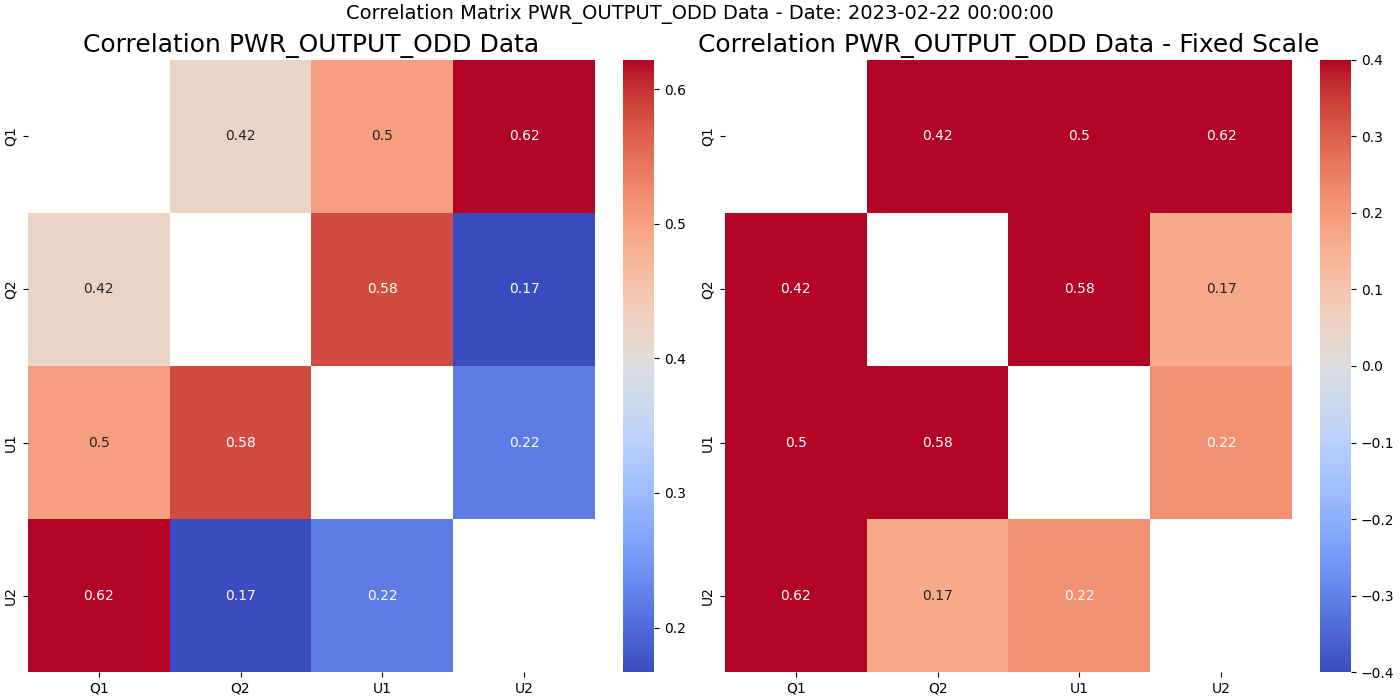 Correlation Matrix PWR_OUTPUT_ODD Data - Date: 2023-02-22 00:00:00
Correlation PWR_OUTPUT_ODD Data
Q1
0.42
0.5
0.62
Q2
0.42
0.58
0.17
U1
0.5
0.58
0.22
U2
0.62
0.17
0.22
Q1
Q2
U1
U2
0.6
0.5
0.4
0.3
0.2
Correlation PWR_OUTPUT_ODD Data - Fixed Scale
Q1
0.42
0.5
0.62
Q2
0.42
0.58
0.17
U1
0.5
0.58
0.22
U2
0.62
0.17
0.22
Q1
Q2
U1
U2
0.4
0.3
0.2
0.1
0.0
−0.1
−0.2
−0.3
−0.4